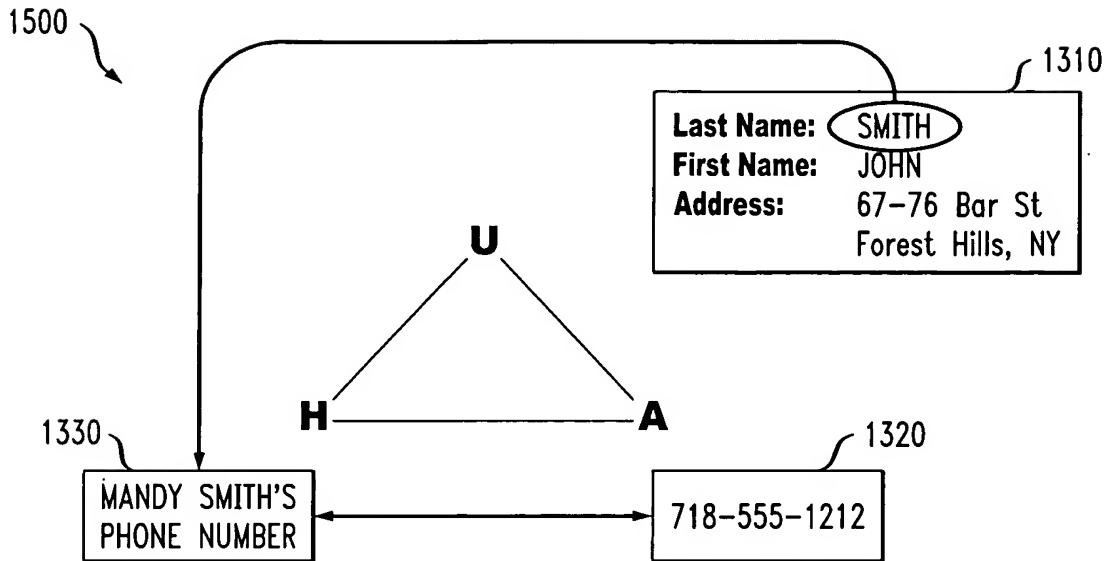 1500
1310
Last Name: SMITH
First Name: JOHN
Address: 67-76 Bar St
Forest Hills, NY
U
H A
1330
1320
MANDY SMITH'S
PHONE NUMBER
718-555-1212